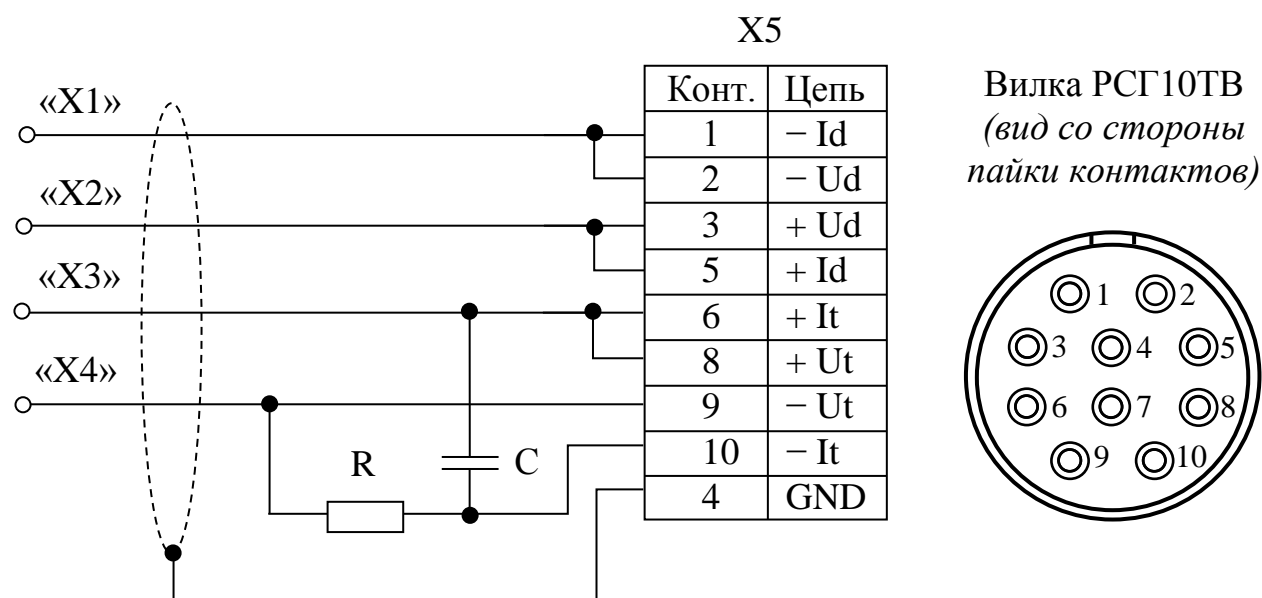 X5
Конт. Цепь
1 − Id
2 − Ud
3 + Ud
5 + Id
6 + It
8 + Ut
9 − Ut
10 − It
4 GND
«X1»
«X2»
«X3»
«X4»
R
C
Вилка РСГ10ТВ
(вид со стороны
пайки контактов)
1 2
3 4 5
6 7 8
9 10